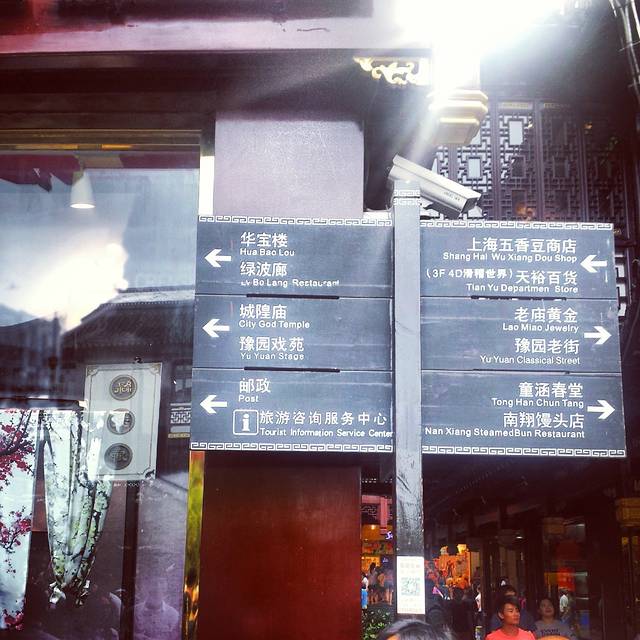 华宝楼
Hua Bao Lou
绿波廊
Lv Bo Lang Restaurant
城隍庙
City God Temple
豫园戏苑
Yu Yuan Stage
邮政
Post
i 旅游咨询服务中心
Tourist Information Service Center
上海五香豆商店
Shang Hai Wu Xiang Dou Shop
(3F 4D滑稽世界) 天裕百货
Tian Yu Departmen Store
老庙黄金
Lao Miao Jewelry
豫园老街
Yu Yuan Classical Street
童涵春堂
Tong Han Chun Tang
南翔馒头店
Nan Xiang SteamedBun Restaurant